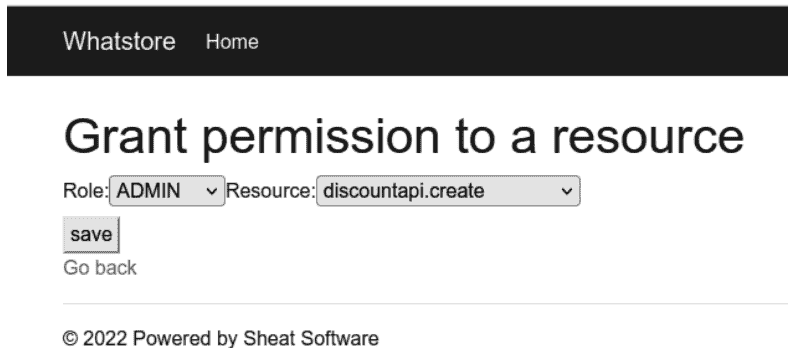 Whatstore Home
Grant permission to a resource
Role: ADMIN Resource: discountapi.create
save
Go back
© 2022 Powered by Sheat Software